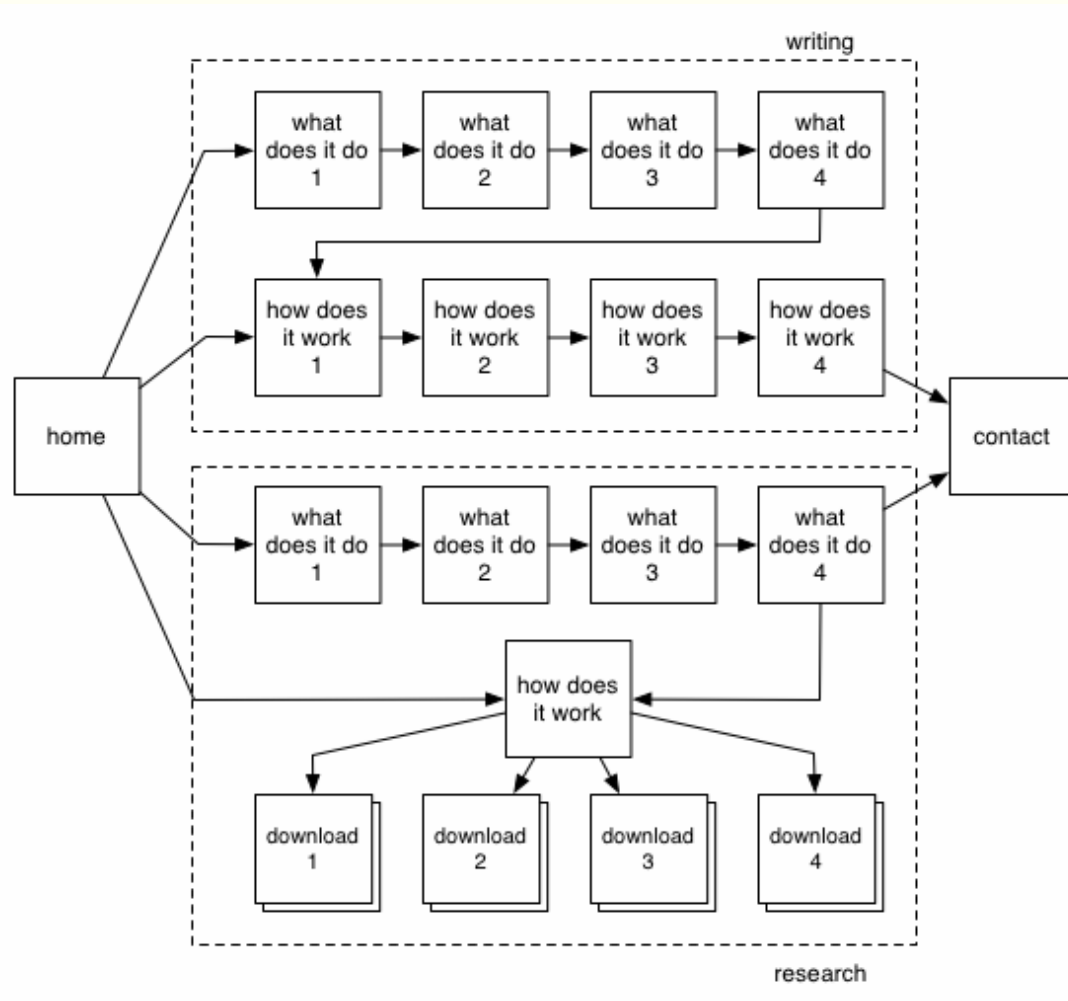 writing
what
does it do
1
what
does it do
2
what
does it do
3
what
does it do
4
how does
it work
1
how does
it work
2
how does
it work
3
how does
it work
4
home
contact
what
does it do
1
what
does it do
2
what
does it do
3
what
does it do
4
how does
it work
download
1
download
2
download
3
download
4
research